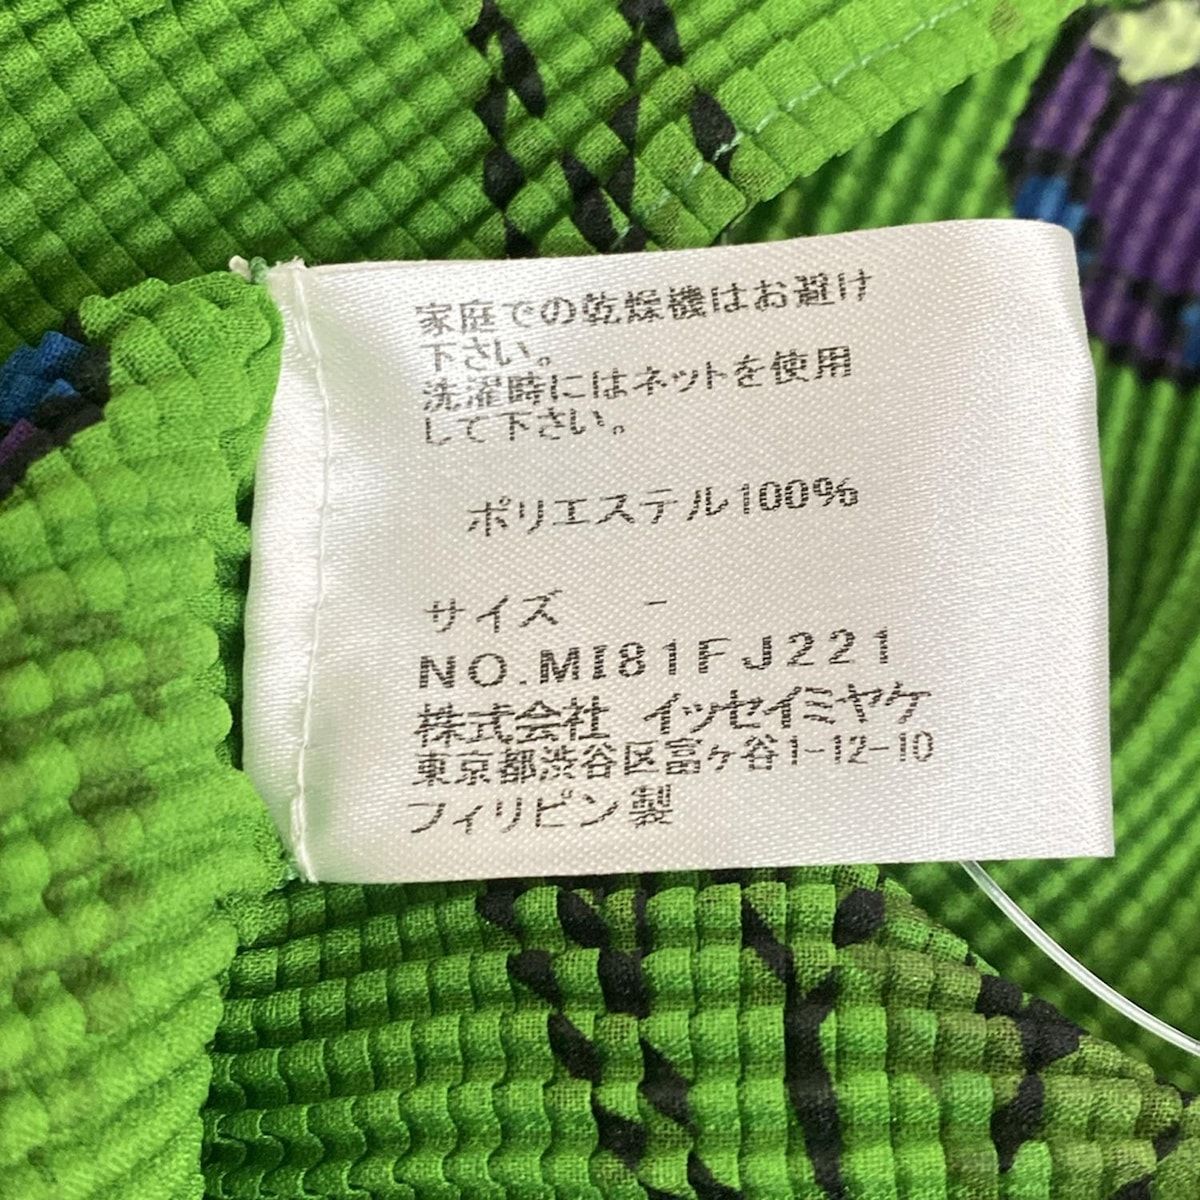 家庭での乾燥機はお避け
下さい。
洗濯時にはネットを使用
して下さい。
ポリエステル100%
サイズ -
NO.MI81FJ221
株式会社 イッセイミヤケ
東京都渋谷区富ヶ谷1-12-10
フィリピン製